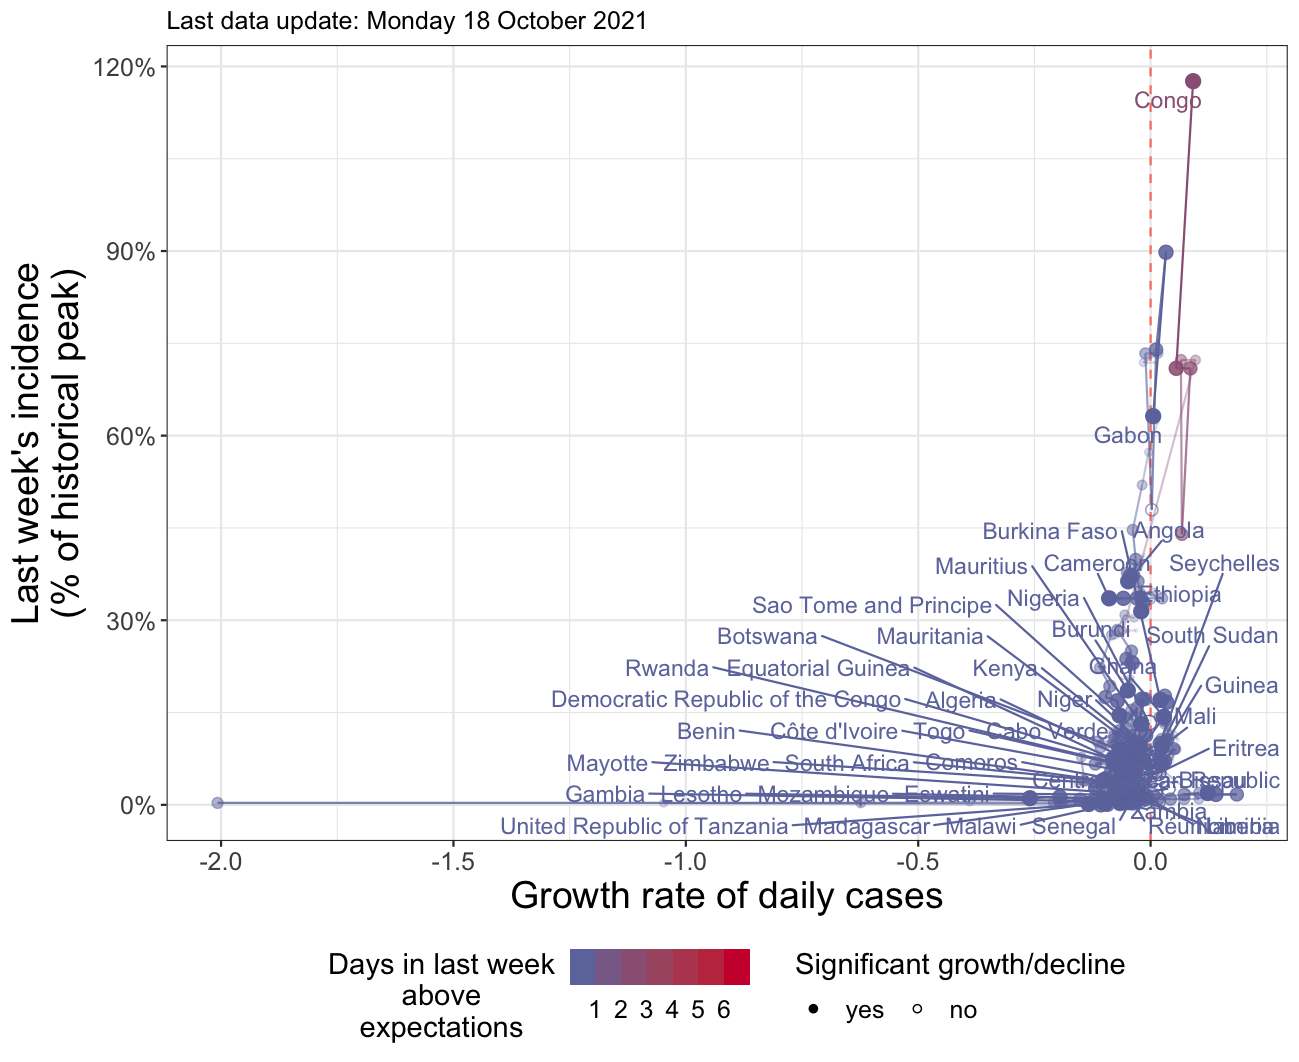 Last data update: Monday 18 October 2021
120%
90%
60%
30%
0%
Last week's incidence
(% of historical peak)
Congo
Gabon
Burkina Faso
Angola
Mauritius
Cameroon
Seychelles
Sao Tome and Principe
Nigeria
Ethiopia
Botswana
Mauritania
Burundi
South Sudan
Rwanda
Equatorial Guinea
Kenya
Ghana
Guinea
Democratic Republic of the Congo
Algeria
Niger
Mali
Benin
Côte d'Ivoire
Togo
Cabo Verde
Eritrea
Mayotte
Zimbabwe
South Africa
Comoros
Gambia
Lesotho
Mozambique
Eswatini
Zambia
United Republic of Tanzania
Madagascar
Malawi
Senegal
-2.0
-1.5
-1.0
-0.5
0.0
Growth rate of daily cases
Days in last week
above
expectations
1 2 3 4 5 6
Significant growth/decline
yes
no